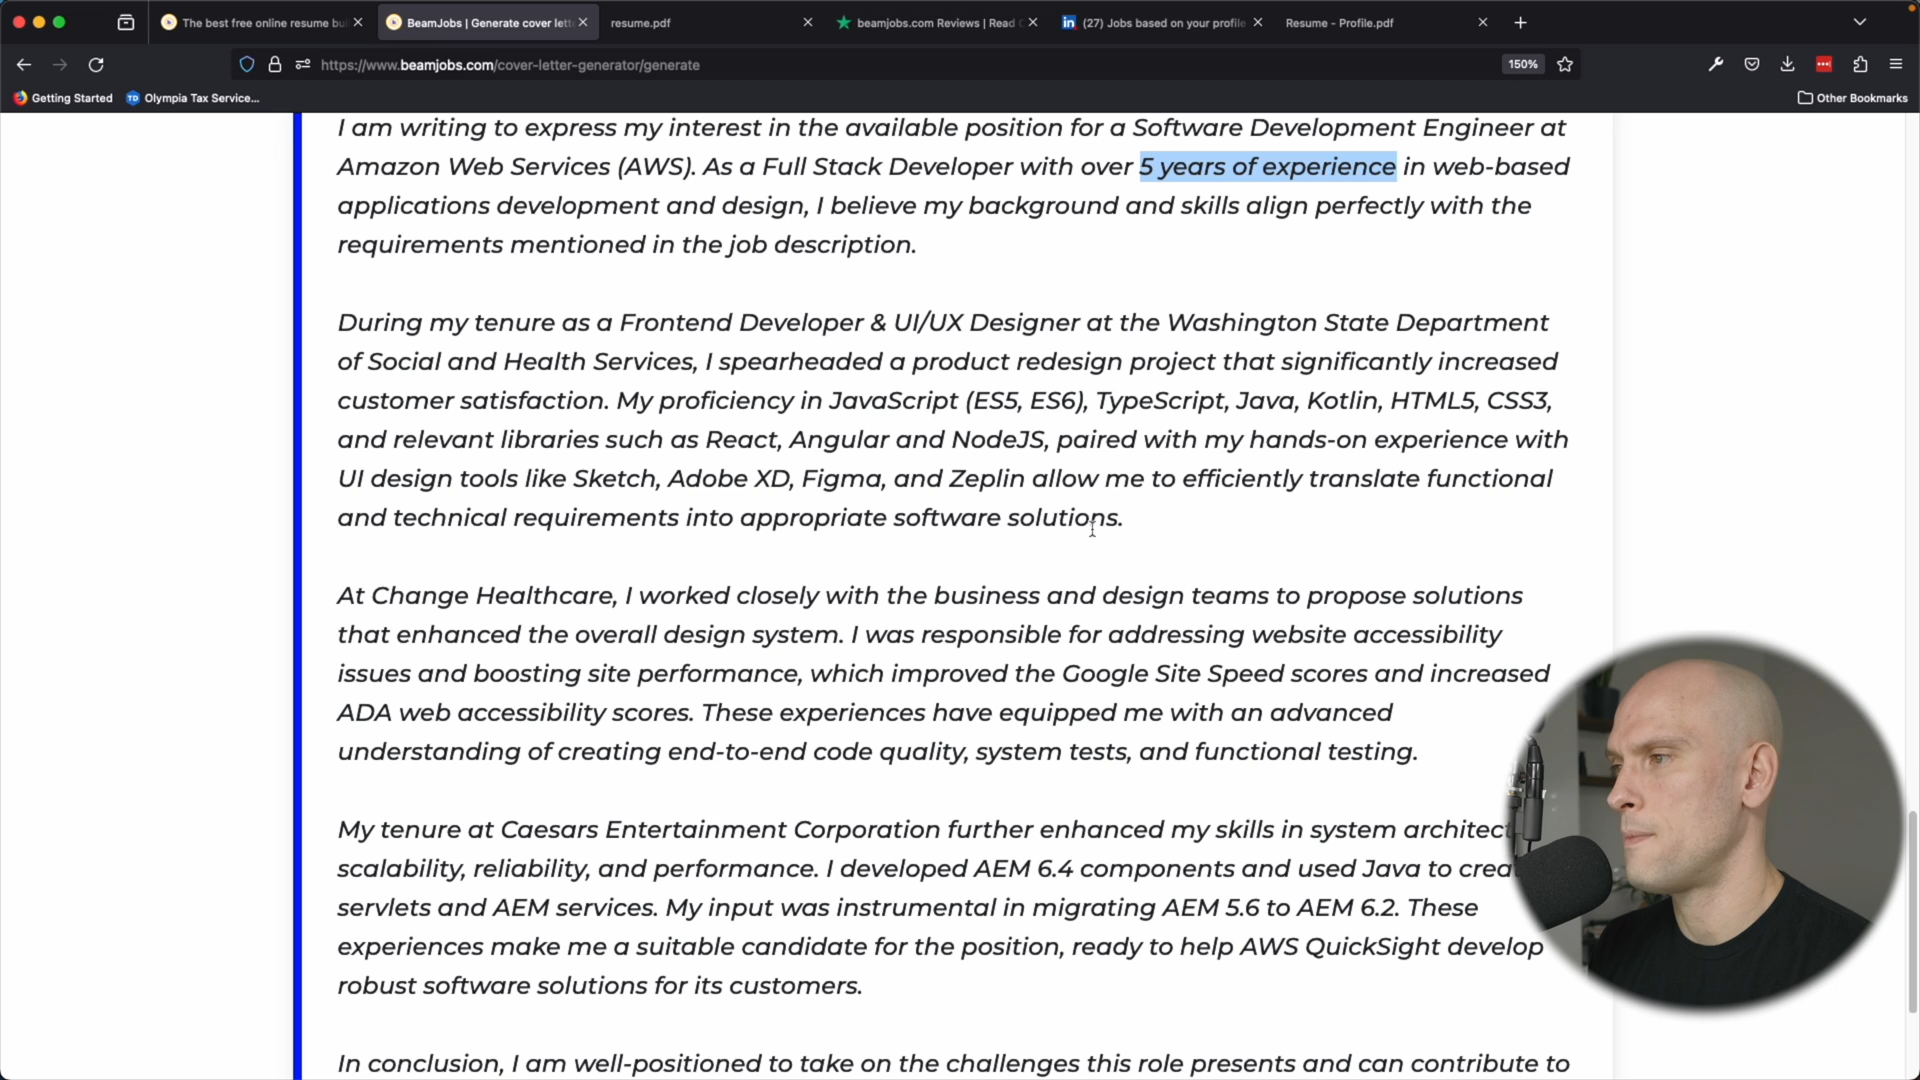 The best free online resume bu
BeamJobs | Generate cover lett
resume.pdf
beamjobs.com Reviews | Read
in (27) Jobs based on your profile
Resume - Profile.pdf
https://www.beamjobs.com/cover-letter-generator/generate
150%
Getting Started
TD Olympia Tax Service...
Other Bookmarks
I am writing to express my interest in the available position for a Software Development Engineer at
Amazon Web Services (AWS). As a Full Stack Developer with over 5 years of experience in web-based
applications development and design, I believe my background and skills align perfectly with the
requirements mentioned in the job description.
During my tenure as a Frontend Developer & UI/UX Designer at the Washington State Department
of Social and Health Services, I spearheaded a product redesign project that significantly increased
customer satisfaction. My proficiency in JavaScript (ES5, ES6), TypeScript, Java, Kotlin, HTML5, CSS3,
and relevant libraries such as React, Angular and NodeJS, paired with my hands-on experience with
UI design tools like Sketch, Adobe XD, Figma, and Zeplin allow me to efficiently translate functional
and technical requirements into appropriate software solutions.
At Change Healthcare, I worked closely with the business and design teams to propose solutions
that enhanced the overall design system. I was responsible for addressing website accessibility
issues and boosting site performance, which improved the Google Site Speed scores and increased
ADA web accessibility scores. These experiences have equipped me with an advanced
understanding of creating end-to-end code quality, system tests, and functional testing.
My tenure at Caesars Entertainment Corporation further enhanced my skills in system architect
scalability, reliability, and performance. I developed AEM 6.4 components and used Java to crea
servlets and AEM services. My input was instrumental in migrating AEM 5.6 to AEM 6.2. These
experiences make me a suitable candidate for the position, ready to help AWS QuickSight develop
robust software solutions for its customers.
In conclusion, I am well-positioned to take on the challenges this role presents and can contribute to